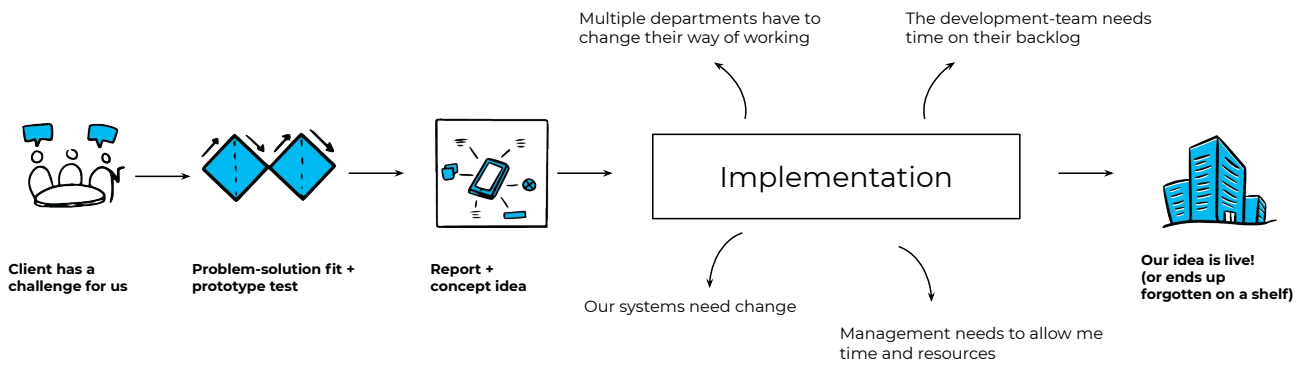 Multiple departments have to
change their way of working
The development-team needs
time on their backlog
Implementation
Client has a
challenge for us
Problem-solution fit +
prototype test
Report +
concept idea
Our idea is live!
(or ends up
forgotten on a shelf)
Our systems need change
Management needs to allow me
time and resources